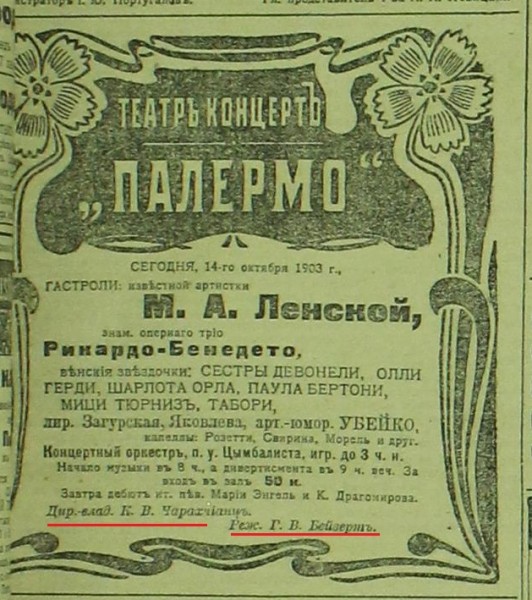 ТЕАТРЪ КОНЦЕРТЪ
„ПАЛЕРМО“
СЕГОДНЯ, 14-го октября 1903 г.,
ГАСТРОЛИ: извѣстной артистки
М. А. Ленской,
знам. опернаго тріо
Рикардо-Бенедето,
вѣнскія звѣздочки: СЕСТРЫ ДЕВОНЕЛИ, ОЛЛИ
ГЕРДИ, ШАРЛОТА ОРЛА, ПАУЛА БЕРТОНИ,
МИЦИ ТЮРНИЗЪ, ТАБОРИ,
лир. Загурская, Яковлева, арт.-юмор. УБЕЙКО,
капеллы: Розетти, Свирина, Морель и друг.
Концертный оркестръ, п. у. Цымбалиста, игр. до 3 ч. н.
Начало музыки въ 8 ч., а дивертисмента въ 9 ч. веч. За
входъ въ залъ 50 к.
Завтра дебютъ ит. пѣв. Маріи Энгель и К. Драгомирова.
Дир.-влад. К. В. Чарахчіанцъ.
Реж. Г. В. Бейзертъ.